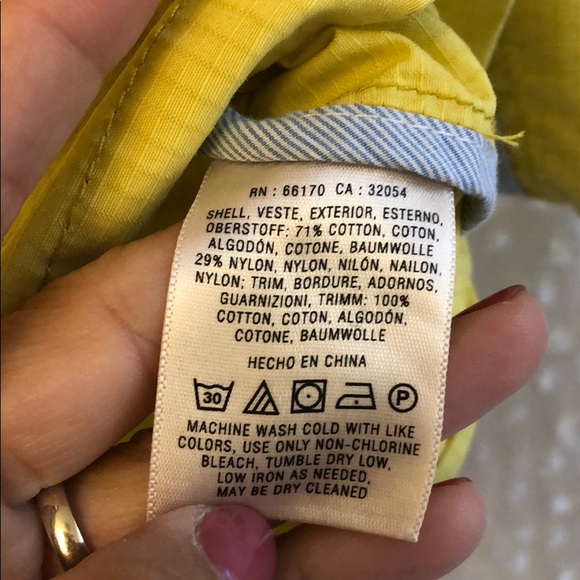 RN : 66170 CA : 32054
SHELL, VESTE, EXTERIOR, ESTERNO,
OBERSTOFF: 71% COTTON, COTON,
ALGODÓN, COTONE, BAUMWOLLE
29% NYLON, NYLON, NILÓN, NAILON,
NYLON; TRIM, BORDURE, ADORNOS,
GUARNIZIONI, TRIMM: 100%
COTTON, COTON, ALGODÓN,
COTONE, BAUMWOLLE
HECHO EN CHINA
30 P
MACHINE WASH COLD WITH LIKE
COLORS, USE ONLY NON-CHLORINE
BLEACH, TUMBLE DRY LOW,
LOW IRON AS NEEDED,
MAY BE DRY CLEANED